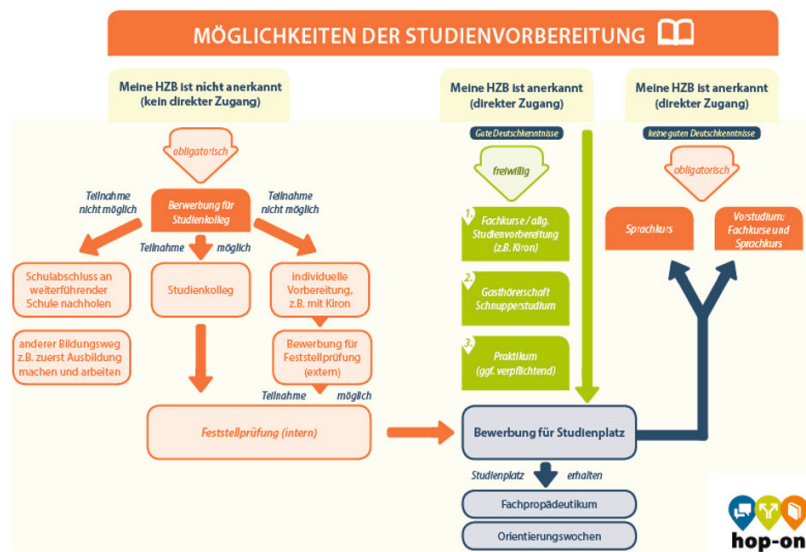 MÖGLICHKEITEN DER STUDIENVORBEREITUNG
Meine HZB ist nicht anerkannt
(kein direkter Zugang)
obligatorisch
Teilnahme
nicht möglich
Berwerbung für
Studienkolleg
Teilnahme
nicht möglich
Teilnahme
möglich
Schulabschluss an
weiterführender
Schule nachholen
Studienkolleg
individuelle
Vorbereitung,
z.B. mit Kiron
anderer Bildungsweg
z.B. zuerst Ausbildung
machen und arbeiten
Bewerbung für
Feststellprüfung
(extern)
Teilnahme
möglich
Feststellprüfung (intern)
Meine HZB ist anerkannt
(direkter Zugang)
Gute Deutschkenntnisse
freiwillig
1.
Fachkurse / allg.
Studienvorbereitung
(z.B. Kiron)
2.
Gasthörerschaft
Schnupperstudium
3.
Praktikum
(ggf. verpflichtend)
Bewerbung für Studienplatz
Studienplatz
erhalten
Fachpropädeutikum
Orientierungswochen
Meine HZB ist anerkannt
(direkter Zugang)
keine guten Deutschkenntnisse
obligatorisch
Sprachkurs
Vorstudium:
Fachkurse und
Sprachkurs
hop-on